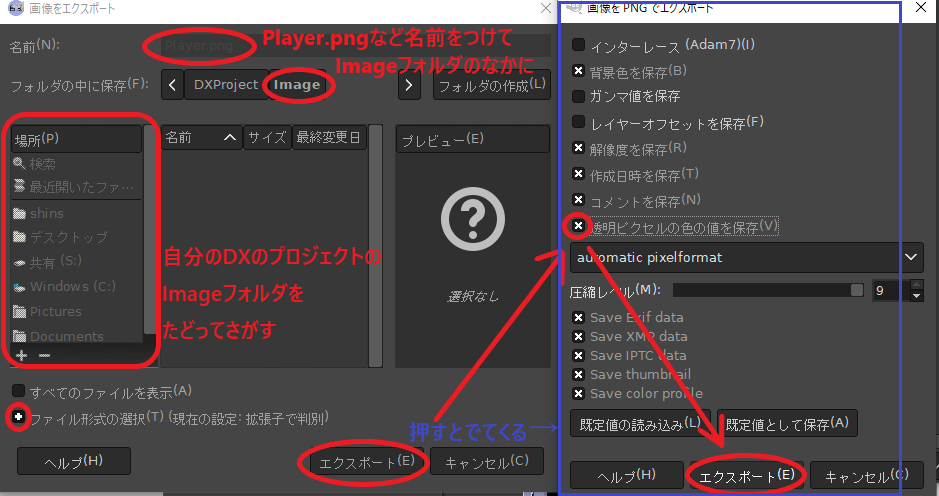 画像をエクスポート
名前(N):
Player.png
Player.pngなど名前をつけて
Imageフォルダのなかに
フォルダの中に保存(F):
DXProject
Image
フォルダの作成(L)
場所(P)
検索
最近開いたファ…
shins
デスクトップ
共有 (S:)
Windows (C:)
Pictures
Documents
名前
サイズ
最終変更日
プレビュー(E)
選択なし
自分のDXのプロジェクトの
Imageフォルダを
たどってさがす
すべてのファイルを表示(A)
ファイル形式の選択(T) (現在の設定: 拡張子で判別)
押すとでてくる
ヘルプ(H)
エクスポート(E)
キャンセル(C)
画像を PNG でエクスポート
インターレース (Adam7)(I)
背景色を保存(B)
ガンマ値を保存
レイヤーオフセットを保存(F)
解像度を保存(R)
作成日時を保存(T)
コメントを保存(N)
透明ピクセルの色の値を保存(V)
automatic pixelformat
圧縮レベル(M):
9
Save Exif data
Save XMP data
Save IPTC data
Save thumbnail
Save color profile
既定値の読み込み(L)
既定値として保存(A)
ヘルプ(H)
エクスポート(E)
キャンセル(C)